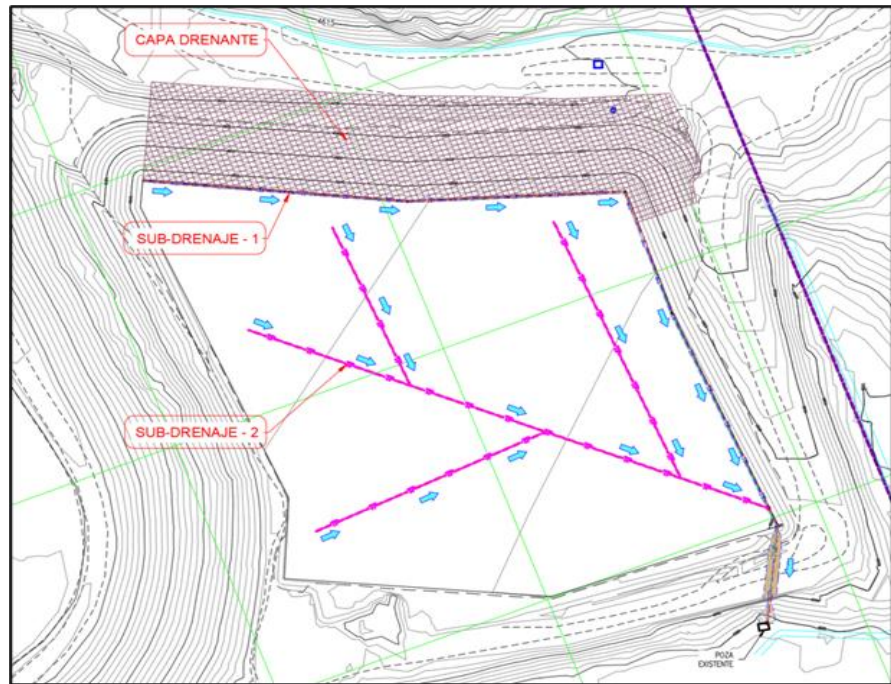 4615
CAPA DRENANTE
SUB-DRENAJE - 1
SUB-DRENAJE - 2
POZA
EXISTENTE